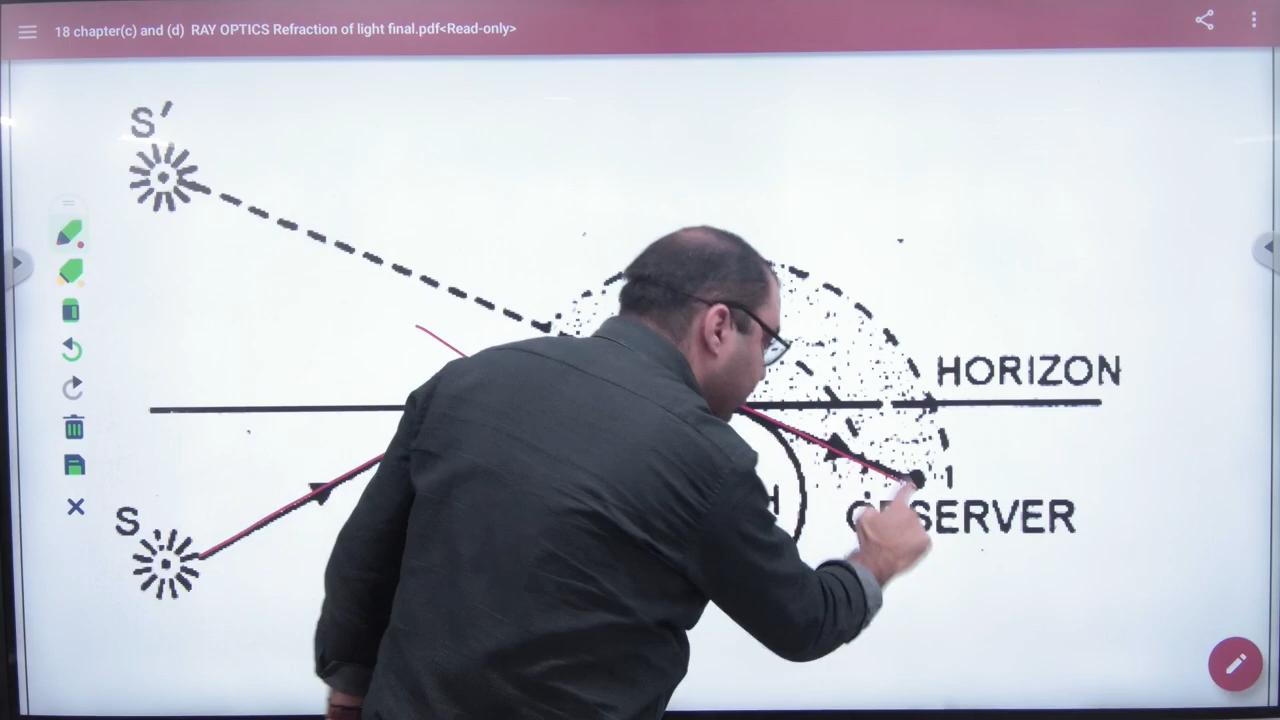 18 chapter(c) and (d) RAY OPTICS Refraction of light final.pdf<Read-only>
S′
HORIZON
S